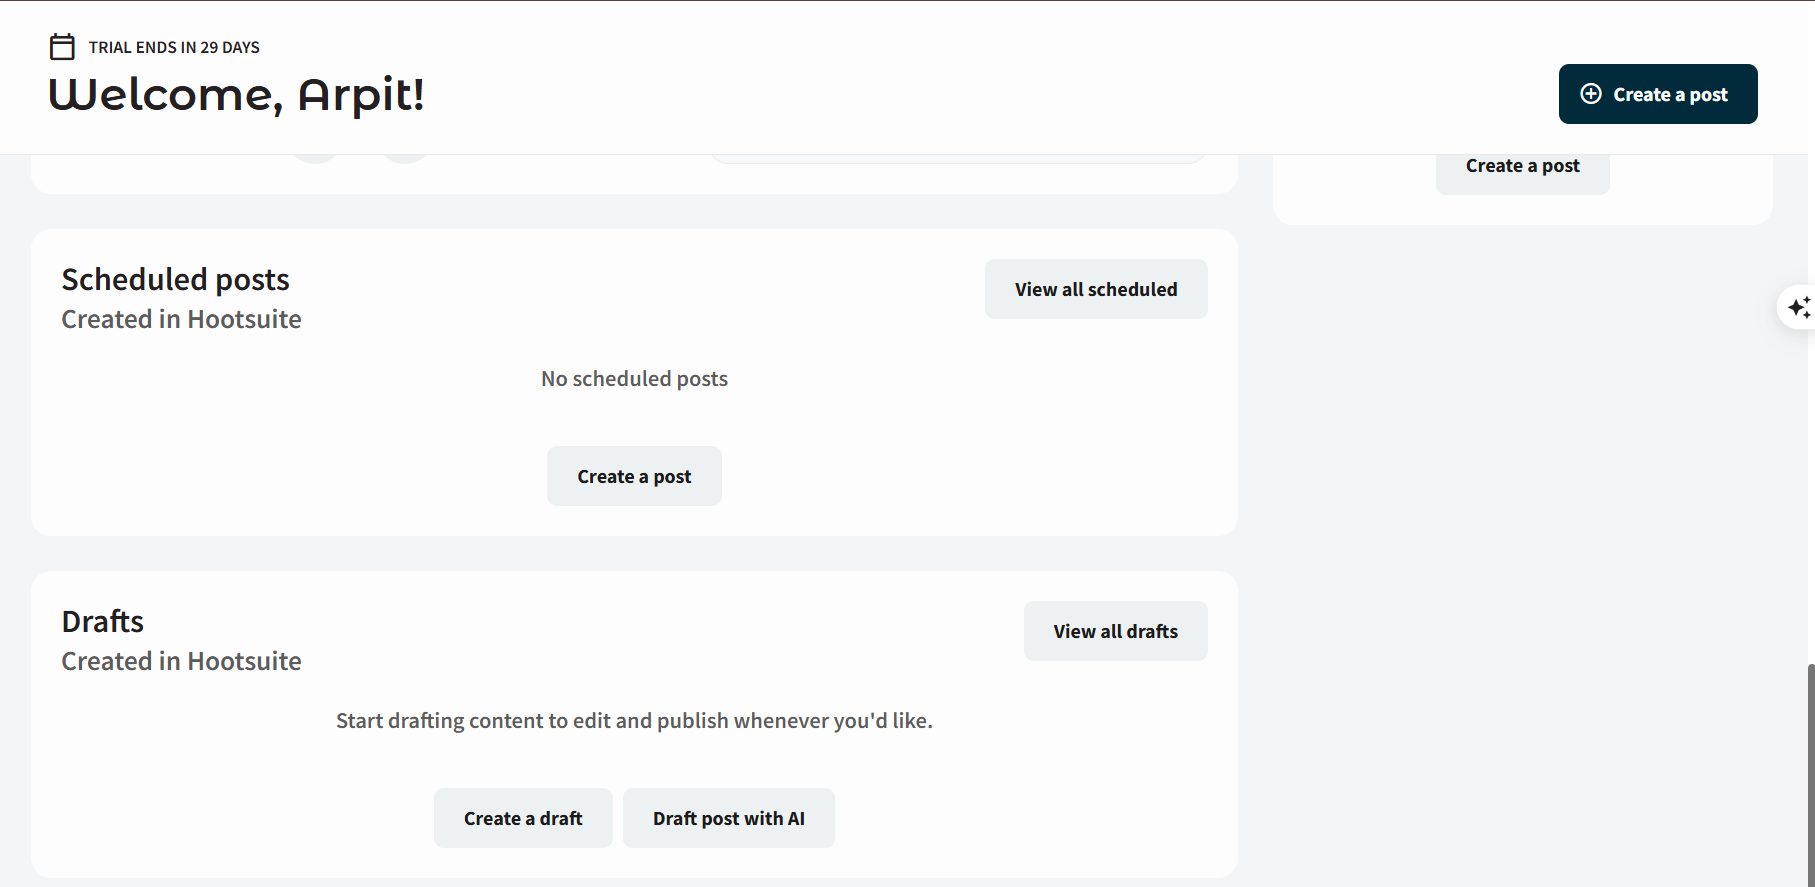 TRIAL ENDS IN 29 DAYS
Welcome, Arpit!
Create a post
Create a post
Scheduled posts
Created in Hootsuite
View all scheduled
No scheduled posts
Create a post
Drafts
Created in Hootsuite
View all drafts
Start drafting content to edit and publish whenever you'd like.
Create a draft
Draft post with AI